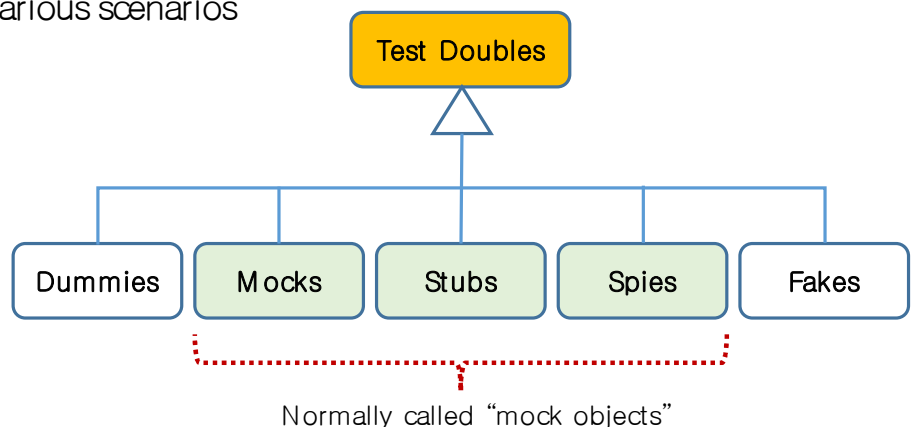 arious scenarios
Test Doubles
Dummies
Mocks
Stubs
Spies
Fakes
Normally called “mock objects”